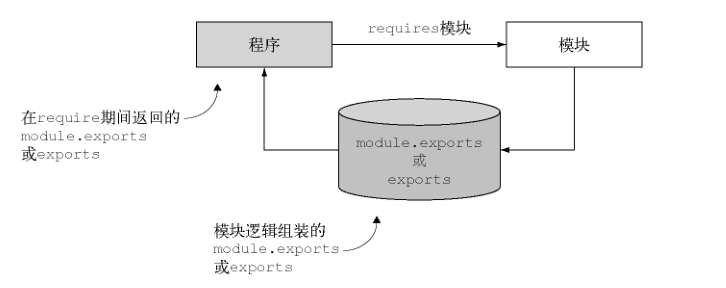 requires模块
程序
模块
在require期间返回的
module.exports
或exports
module.exports
或
exports
模块逻辑组装的
module.exports
或exports